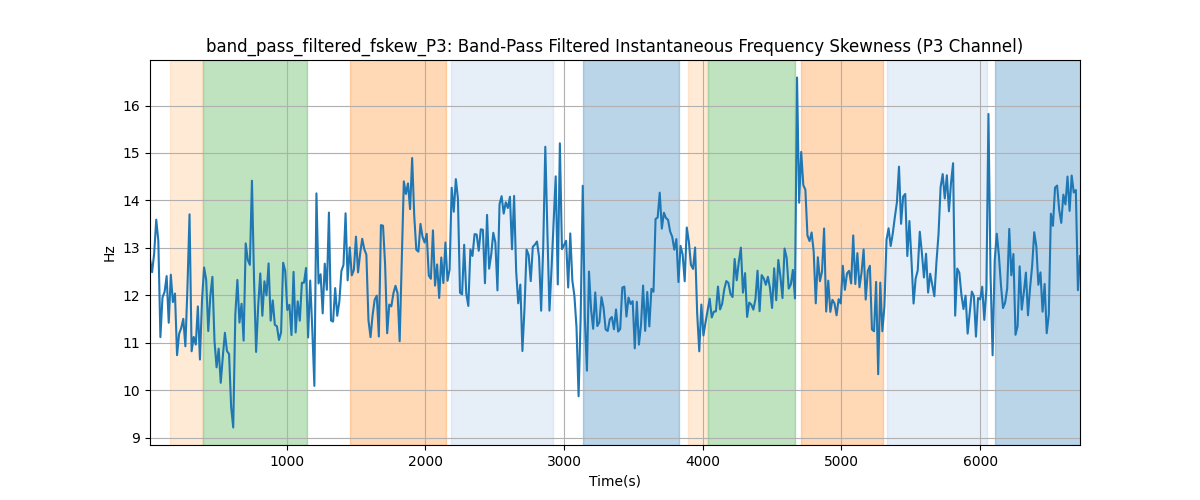 band_pass_filtered_fskew_P3: Band-Pass Filtered Instantaneous Frequency Skewness (P3 Channel)
16
15
14
13
12
11
10
9
Hz
1000 2000 3000 4000 5000 6000
Time(s)